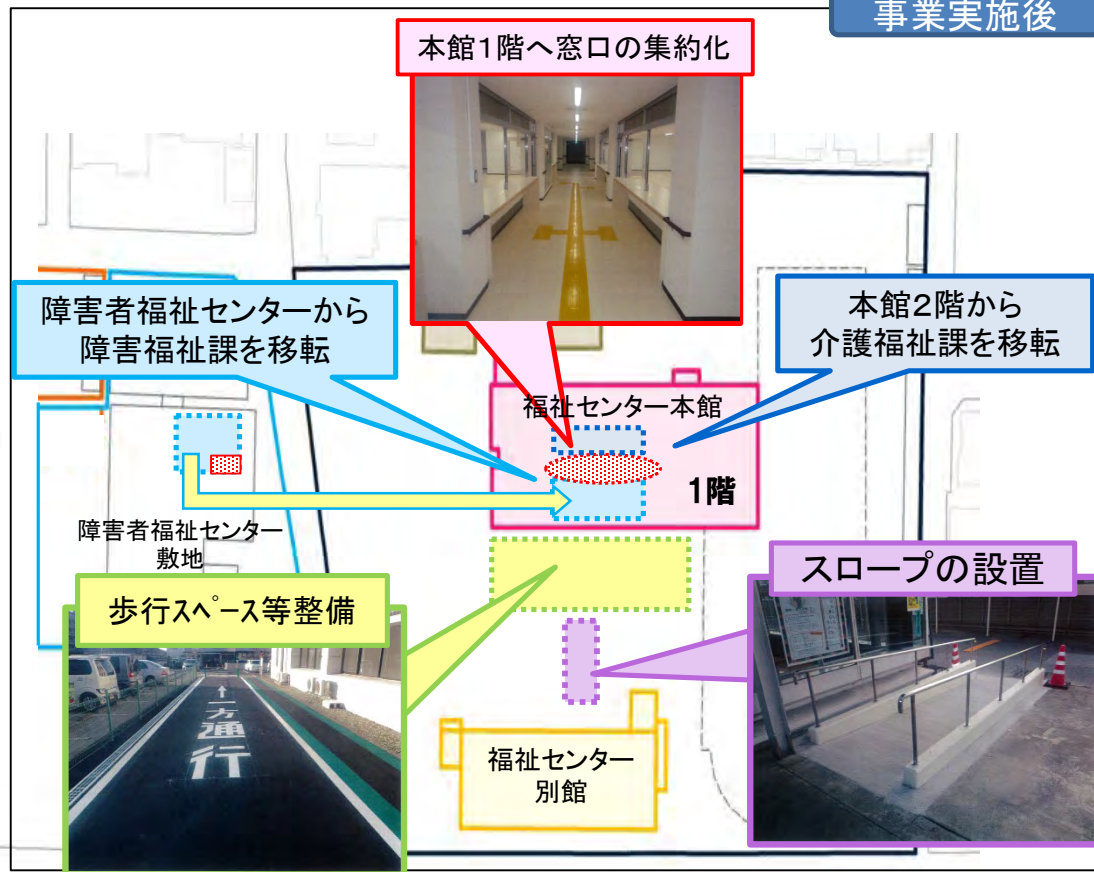 事業実施後
本館1階へ窓口の集約化
障害者福祉センターから
障害福祉課を移転
本館2階から
介護福祉課を移転
福祉センター本館
1階
障害者福祉センター
敷地
歩行スペース等整備
↑
一方
通
行
スロープの設置
福祉センター
別館